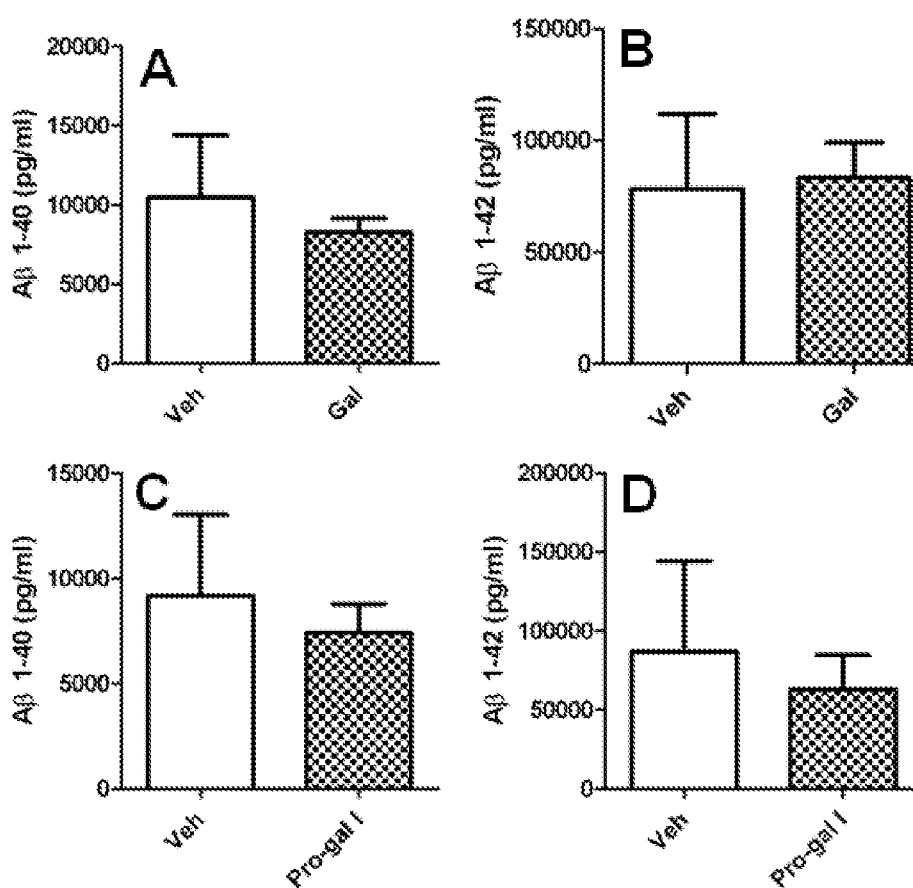 A
Aβ 1-40 (pg/ml)
20000
15000
10000
5000
0
Veh
Gal
B
Aβ 1-42 (pg/ml)
150000
100000
50000
0
Veh
Gal
C
Aβ 1-40 (pg/ml)
15000
10000
5000
0
Veh
Pro-gal I
D
Aβ 1-42 (pg/ml)
200000
150000
100000
50000
0
Veh
Pro-gal I